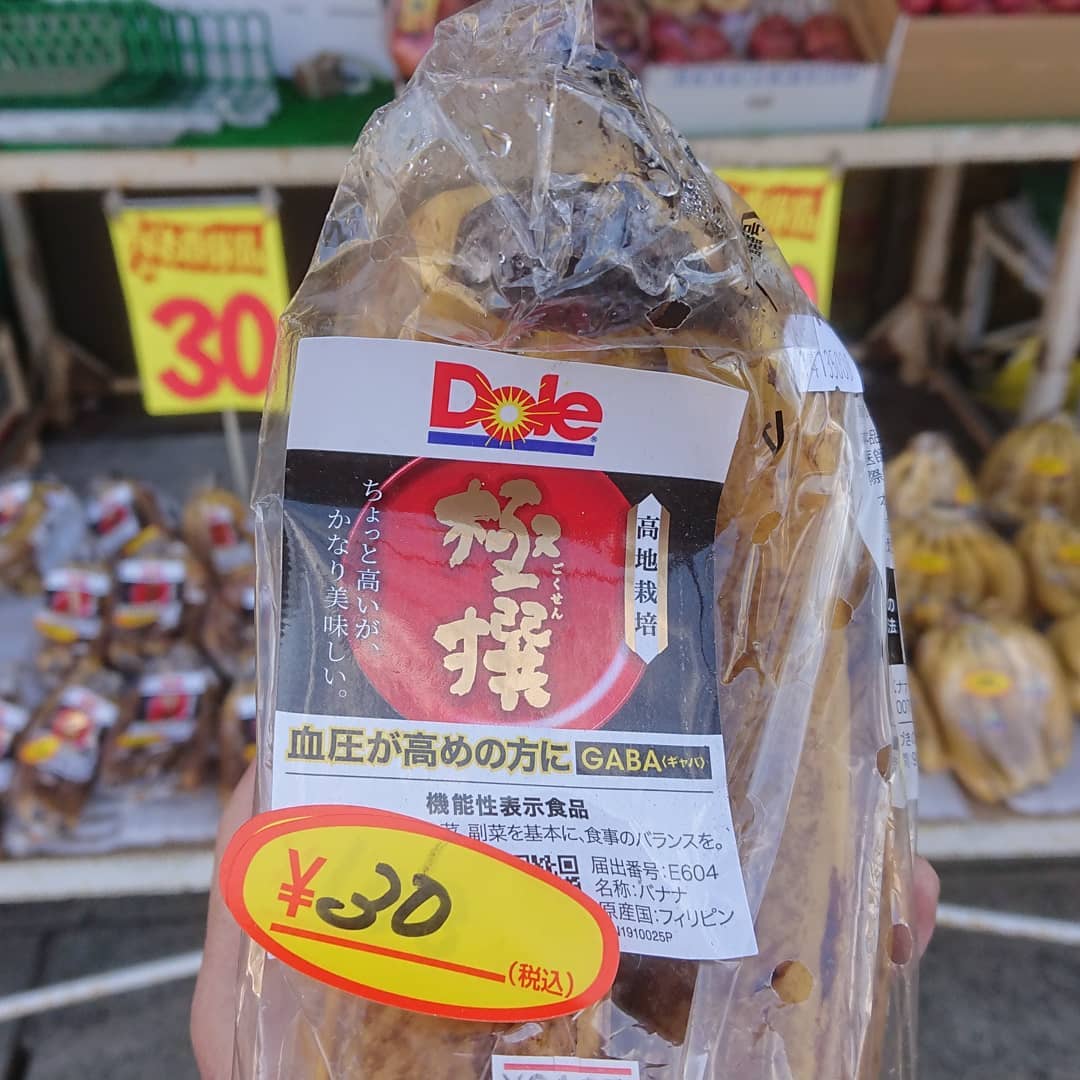 30
Dole
ちょっと高いが、
かなり美味しい。
極撰
ごくせん
高地栽培
血圧が高めの方に GABA〈ギャバ〉
機能性表示食品
副菜を基本に、食事のバランスを。
届出番号:E604
名称:バナナ
原産国:フィリピン
N1910025P
¥30
(税込)